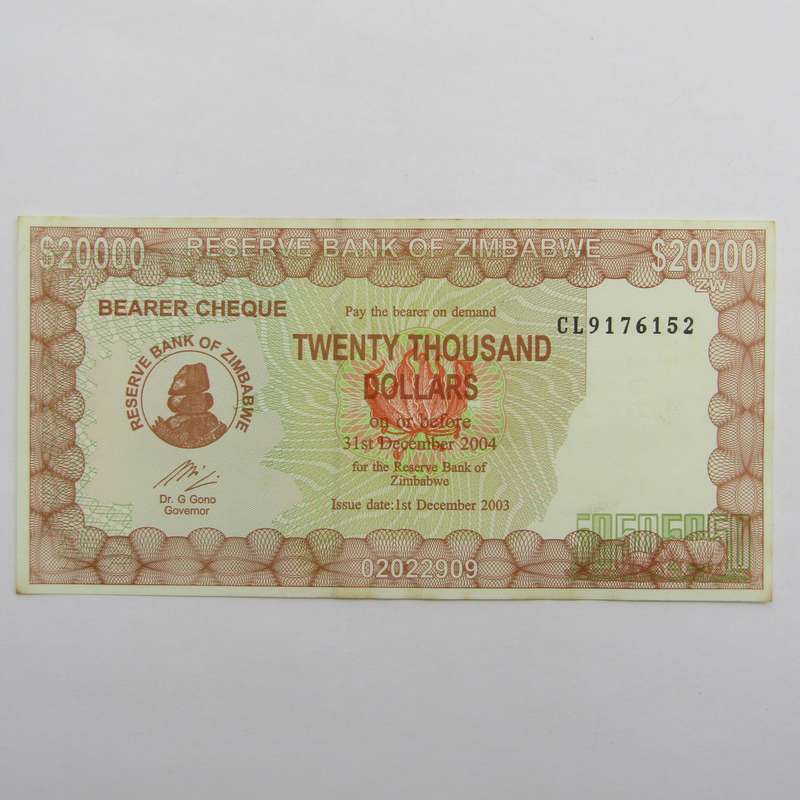 $20000 RESERVE BANK OF ZIMBABWE $20000
ZW ZW
BEARER CHEQUE
Pay the bearer on demand
CL9176152
TWENTY THOUSAND
DOLLARS
RESERVE BANK OF ZIMBABWE
on or before
31st December 2004
for the Reserve Bank of
Zimbabwe
Dr. G Gono
Governor
Issue date:1st December 2003
02022909